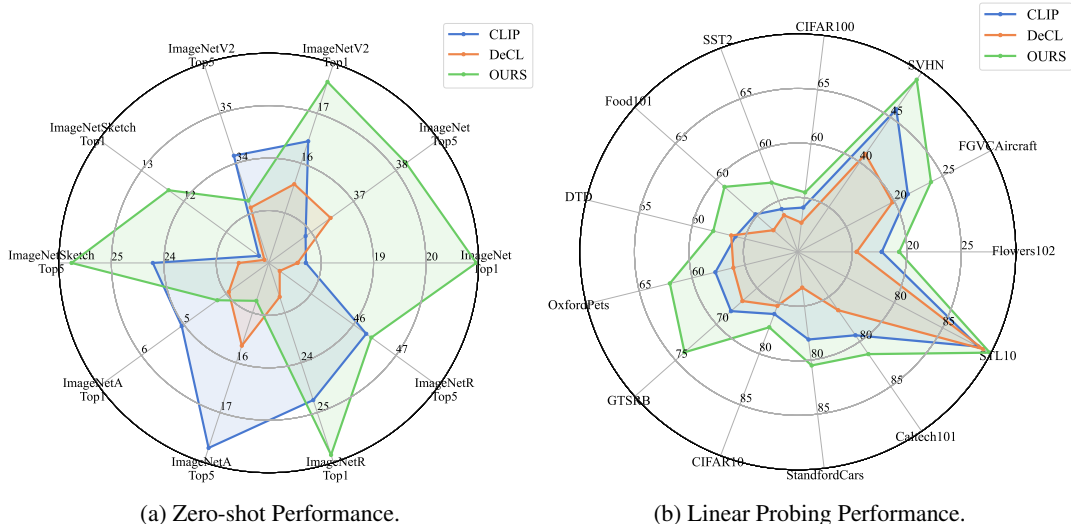 CLIP
DeCL
OURS
ImageNetV2
Top5
ImageNetV2
Top1
ImageNet
Top5
ImageNet
Top1
ImageNetR
Top5
ImageNetR
Top1
ImageNetA
Top5
ImageNetA
Top1
ImageNetSketch
Top5
ImageNetSketch
Top1
35
34
17
16
38
37
19
20
46
47
24
25
16
17
5
6
25
24
13
12
(a) Zero-shot Performance.
CLIP
DeCL
OURS
CIFAR100
SVHN
FGVCAircraft
Flowers102
STL10
Caltech101
StandfordCars
CIFAR10
GTSRB
OxfordPets
DTD
Food101
SST2
65
60
45
40
25
20
20
25
80
85
80
85
80
85
80
85
70
75
60
65
60
65
60
65
65
(b) Linear Probing Performance.